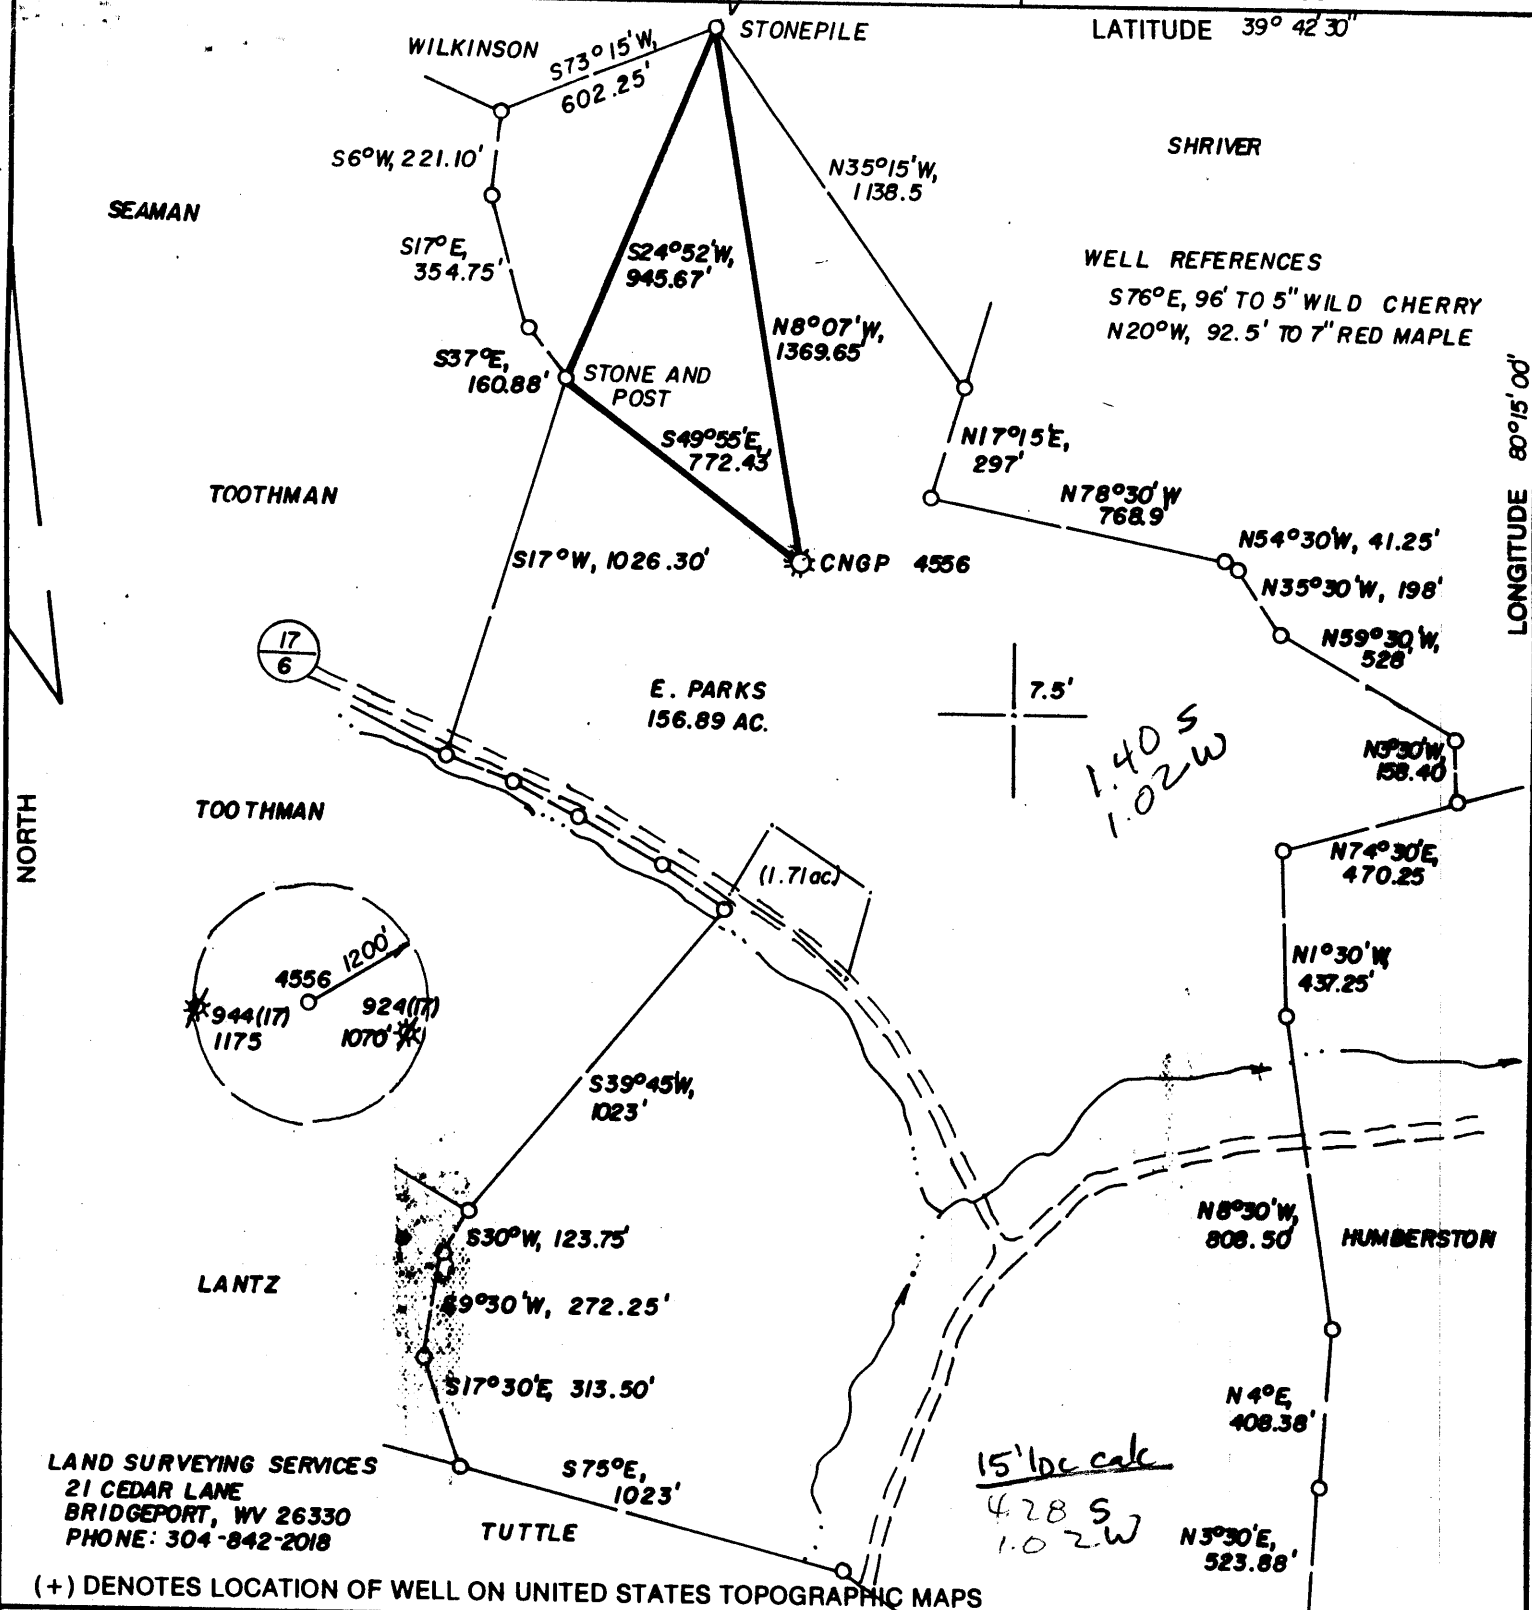 STONEPILE
LATITUDE 39° 42' 30"
WILKINSON
S73°15'W,
602.25'
S6°W, 221.10'
N35°15'W,
1138.5
SHRIVER
SEAMAN
S17°E,
354.75'
S24°52'W,
945.67'
WELL REFERENCES
S76°E, 96' TO 5" WILD CHERRY
N20°W, 92.5' TO 7" RED MAPLE
N8°07'W,
1369.65'
S37°E,
160.88'
STONE AND
POST
LONGITUDE 80°15'00"
S49°55'E,
772.43'
N17°15'E,
297'
TOOTHMAN
N78°30'W
768.9'
S17°W, 1026.30'
CNGP 4556
N54°30'W, 41.25'
N35°30'W, 198'
17
6
N59°30'W,
528'
E. PARKS
156.89 AC.
7.5'
1.40 S
1.02 W
N3°30'W,
158.40'
NORTH
TOOTHMAN
(1.71 ac.)
N74°30'E,
470.25
1200'
4556
944(17)
1175
924(17)
1070'
N1°30'W,
437.25'
S39°45'W,
1023'
S30°W, 123.75'
N8°30'W,
808.50'
HUMBERSTON
LANTZ
S9°30'W, 272.25'
S17°30'E, 313.50'
N4°E,
408.38'
LAND SURVEYING SERVICES
21 CEDAR LANE
BRIDGEPORT, WV 26330
PHONE: 304-842-2018
S75°E,
1023'
TUTTLE
15' loc calc
4.28 S
1.02 W
N3°30'E,
523.88'
(+) DENOTES LOCATION OF WELL ON UNITED STATES TOPOGRAPHIC MAPS